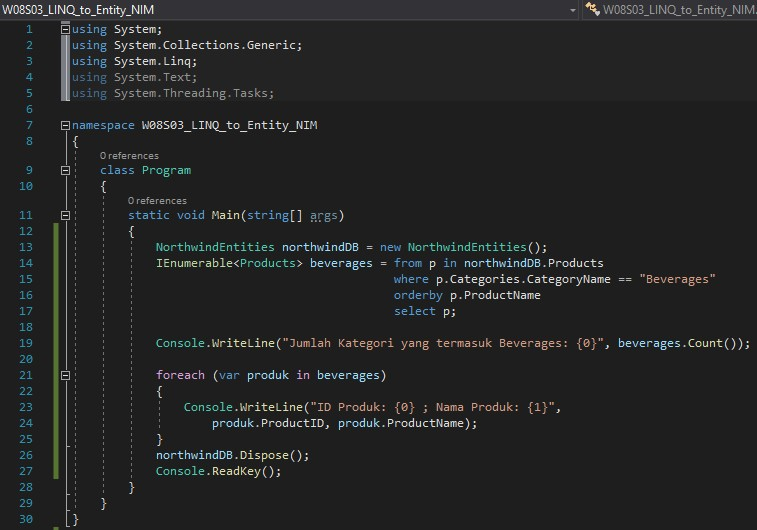 W08S03_LINQ_to_Entity_NIM W08S03_LINQ_to_Entity_NIM.
1 using System;
2 using System.Collections.Generic;
3 using System.Linq;
4 using System.Text;
5 using System.Threading.Tasks;
6
7 namespace W08S03_LINQ_to_Entity_NIM
8 {
0 references
9 class Program
10 {
0 references
11 static void Main(string[] args)
12 {
13 NorthwindEntities northwindDB = new NorthwindEntities();
14 IEnumerable<Products> beverages = from p in northwindDB.Products
15 where p.Categories.CategoryName == "Beverages"
16 orderby p.ProductName
17 select p;
18
19 Console.WriteLine("Jumlah Kategori yang termasuk Beverages: {0}", beverages.Count());
20
21 foreach (var produk in beverages)
22 {
23 Console.WriteLine("ID Produk: {0} ; Nama Produk: {1}",
24 produk.ProductID, produk.ProductName);
25 }
26 northwindDB.Dispose();
27 Console.ReadKey();
28 }
29 }
30 }